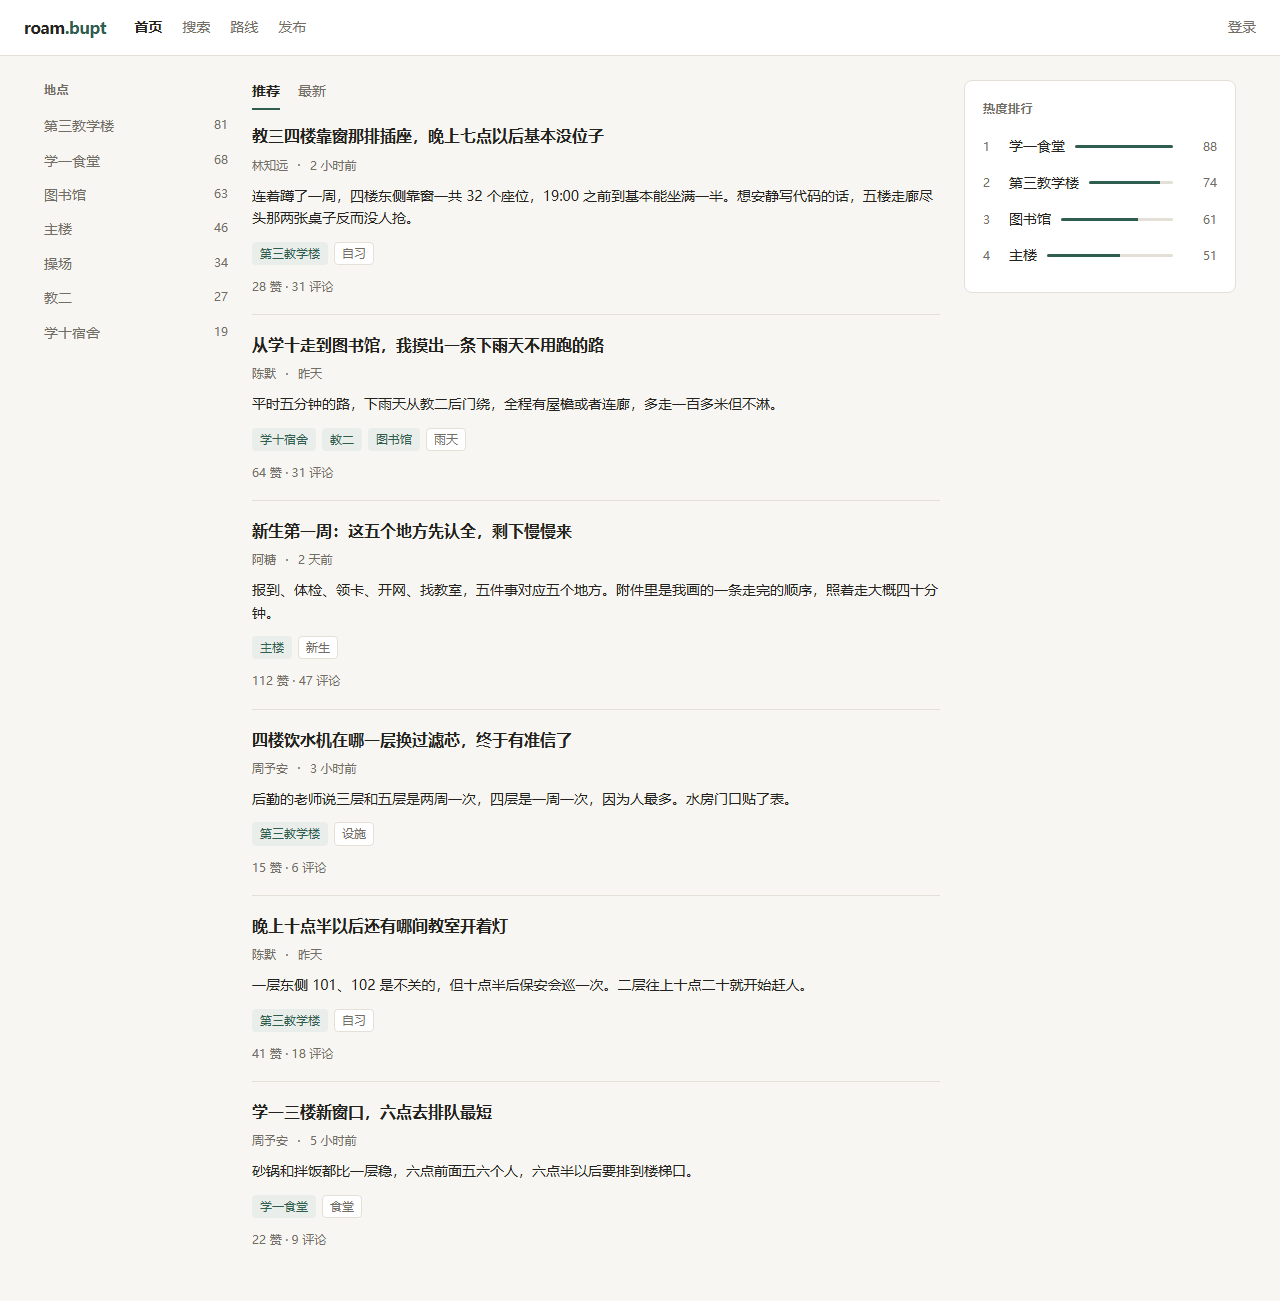 roam.bupt 首页 搜索 路线 发布 登录
地点
第三教学楼 81
学一食堂 68
图书馆 63
主楼 46
操场 34
教二 27
学十宿舍 19
推荐 最新
教三四楼靠窗那排插座，晚上七点以后基本没位子
林知远 · 2 小时前
连着蹲了一周，四楼东侧靠窗一共 32 个座位，19:00 之前到基本能坐满一半。想安静写代码的话，五楼走廊尽
头那两张桌子反而没人抢。
第三教学楼 自习
28 赞 · 31 评论
从学十走到图书馆，我摸出一条下雨天不用跑的路
陈默 · 昨天
平时五分钟的路，下雨天从教二后门绕，全程有屋檐或者连廊，多走一百多米但不淋。
学十宿舍 教二 图书馆 雨天
64 赞 · 31 评论
新生第一周：这五个地方先认全，剩下慢慢来
阿糖 · 2 天前
报到、体检、领卡、开网、找教室，五件事对应五个地方。附件里是我画的一条走完的顺序，照着走大概四十分
钟。
主楼 新生
112 赞 · 47 评论
四楼饮水机在哪一层换过滤芯，终于有准信了
周予安 · 3 小时前
后勤的老师说三层和五层是两周一次，四层是一周一次，因为人最多。水房门口贴了表。
第三教学楼 设施
15 赞 · 6 评论
晚上十点半以后还有哪间教室开着灯
陈默 · 昨天
一层东侧 101、102 是不关的，但十点半后保安会巡一次。二层往上十点二十就开始赶人。
第三教学楼 自习
41 赞 · 18 评论
学一三楼新窗口，六点去排队最短
周予安 · 5 小时前
砂锅和拌饭都比一层稳，六点前面五六个人，六点半以后要排到楼梯口。
学一食堂 食堂
22 赞 · 9 评论
热度排行
1 学一食堂 88
2 第三教学楼 74
3 图书馆 61
4 主楼 51